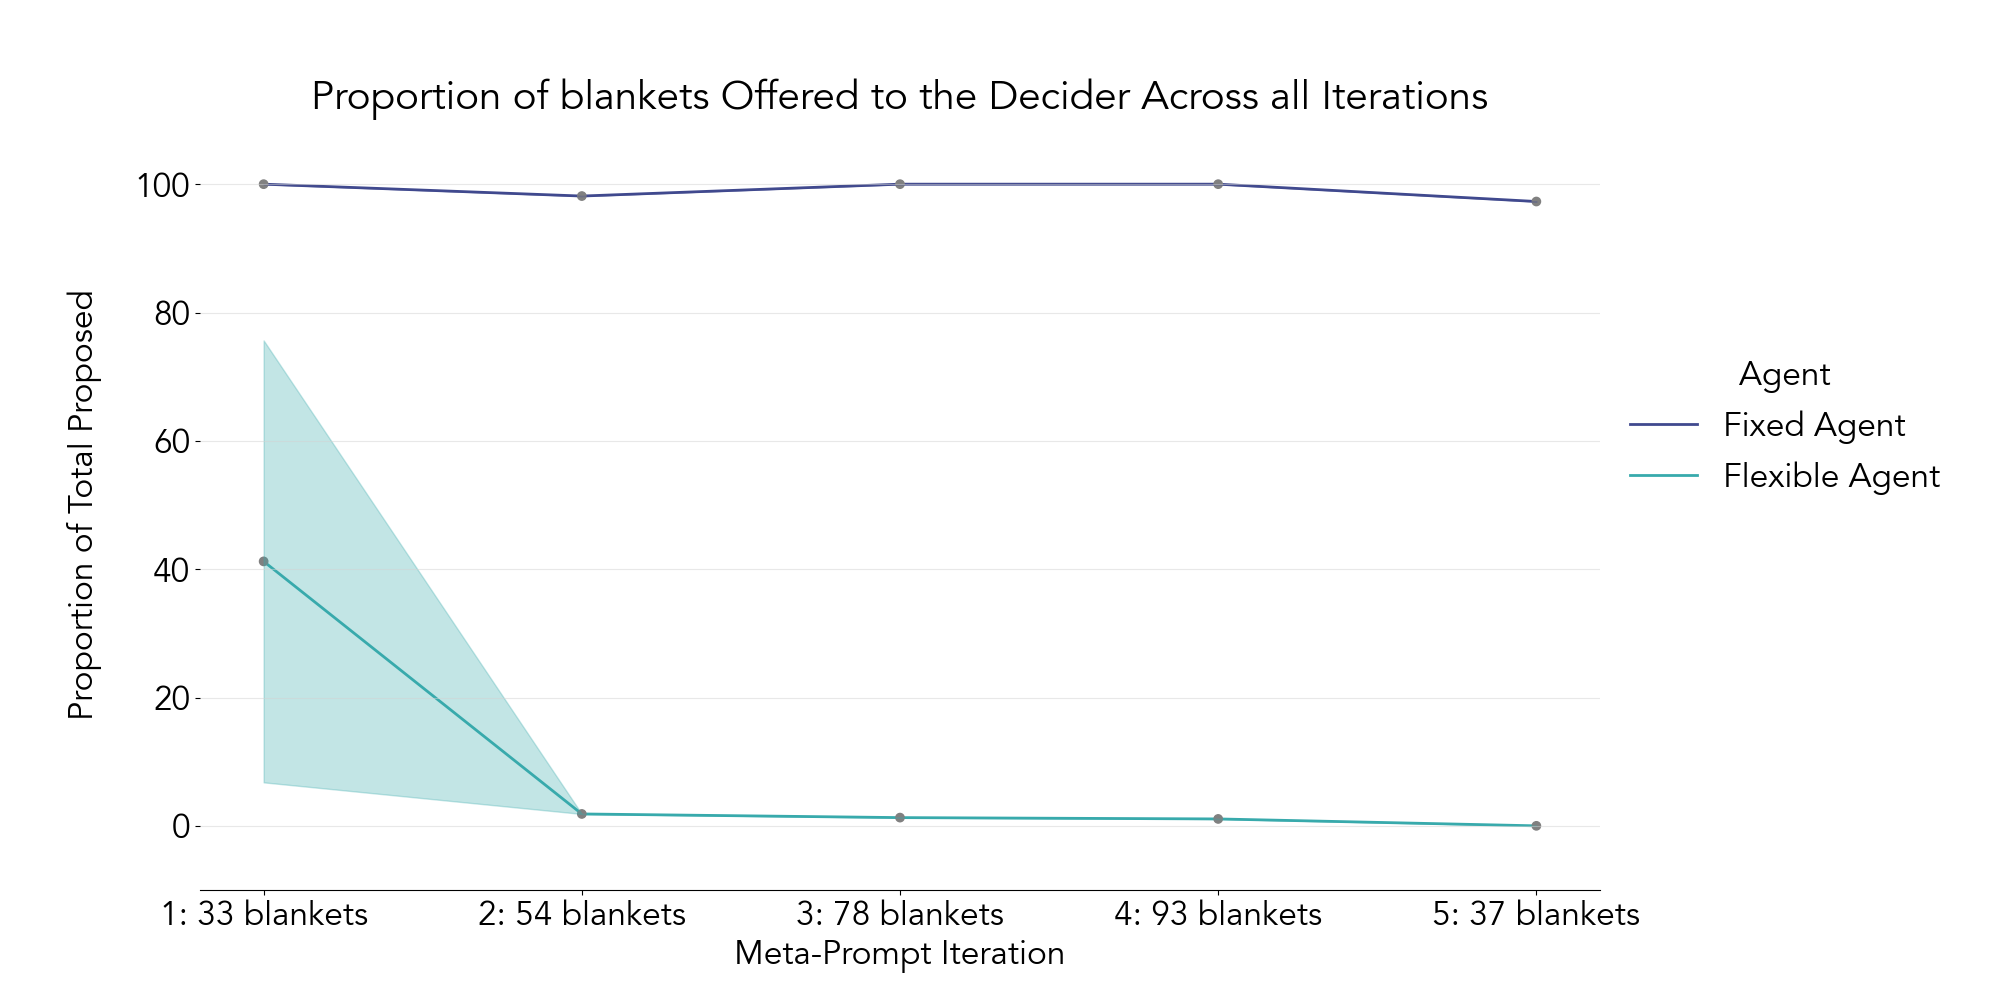 Proportion of blankets Offered to the Decider Across all Iterations
Proportion of Total Proposed
100
80
60
40
20
0
1: 33 blankets
2: 54 blankets
3: 78 blankets
4: 93 blankets
5: 37 blankets
Meta-Prompt Iteration
Agent
Fixed Agent
Flexible Agent